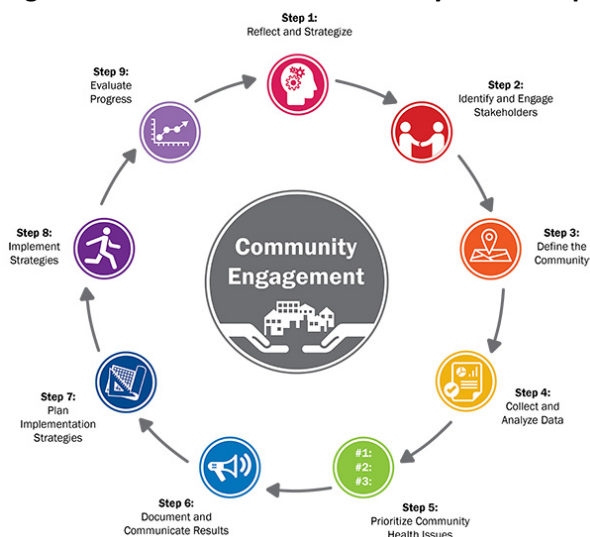 Step 1:
Reflect and Strategize
Step 2:
Identify and Engage
Stakeholders
Step 3:
Define the
Community
Step 4:
Collect and
Analyze Data
Step 5:
Prioritize Community
Health Issues
Step 6:
Document and
Communicate Results
Step 7:
Plan
Implementation
Strategies
Step 8:
Implement
Strategies
Step 9:
Evaluate
Progress
Community
Engagement
#1:
#2:
#3: